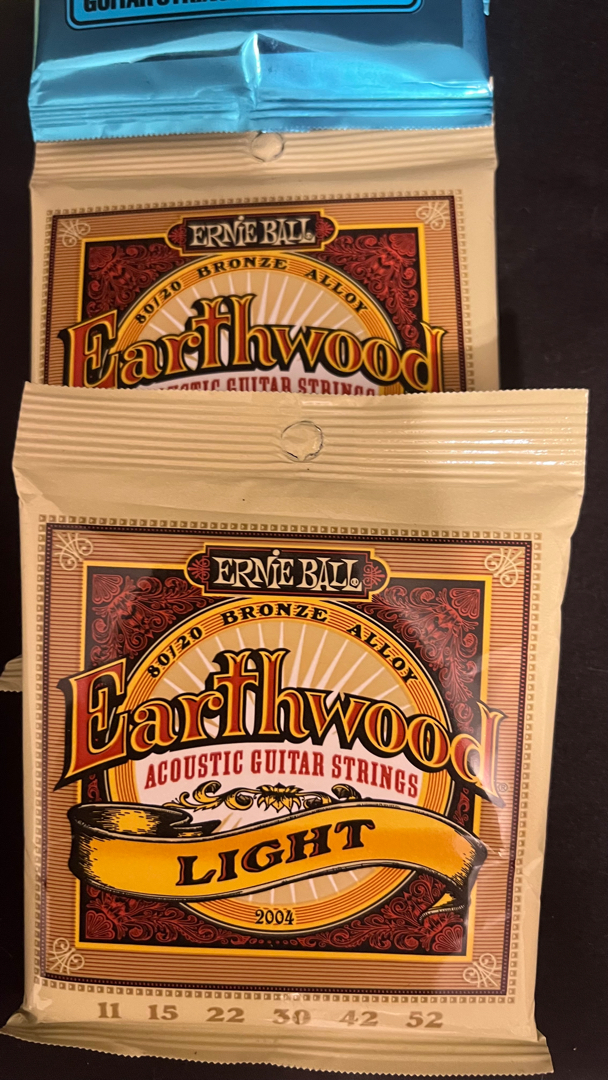 GUITAR
ERNIE BALL
80/20 BRONZE ALLOY
Earthwood
GUITAR STRINGS
ERNIE BALL
80/20 BRONZE ALLOY
Earthwood
ACOUSTIC GUITAR STRINGS
LIGHT
2004
11 15 22 30 42 52